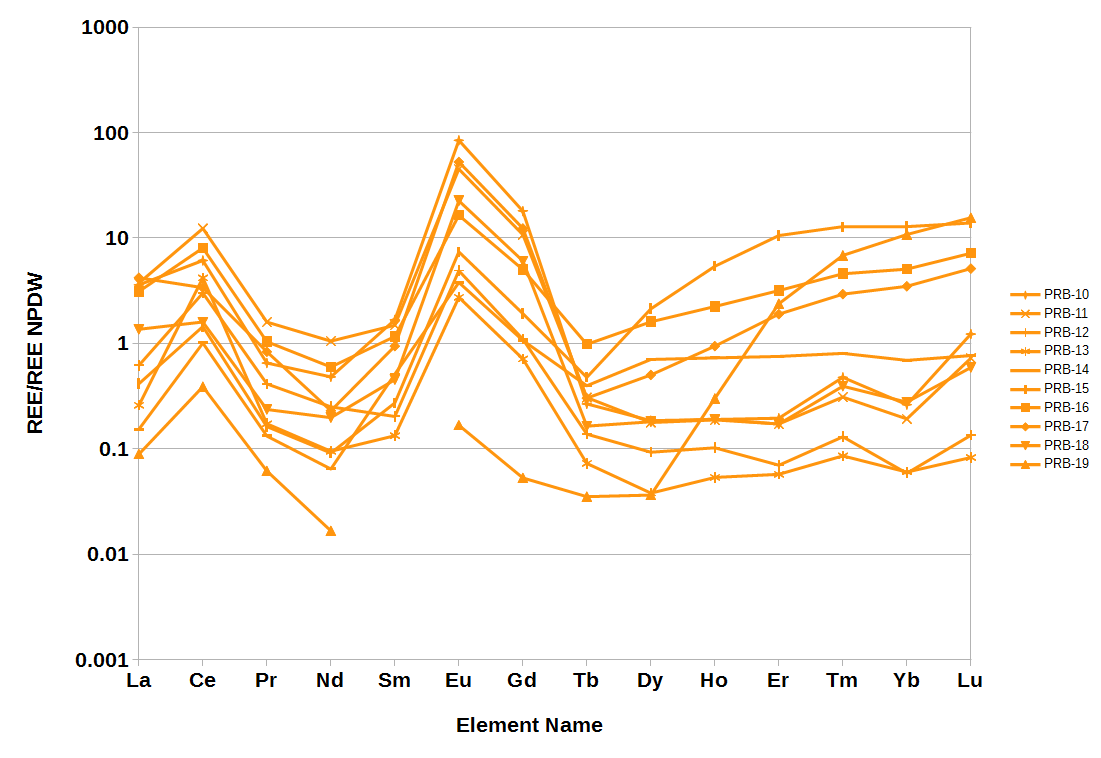 1000
100
10
1
0.1
0.01
0.001
REE/REE NPDW
La Ce Pr Nd Sm Eu Gd Tb Dy Ho Er Tm Yb Lu
Element Name
PRB-10
PRB-11
PRB-12
PRB-13
PRB-14
PRB-15
PRB-16
PRB-17
PRB-18
PRB-19